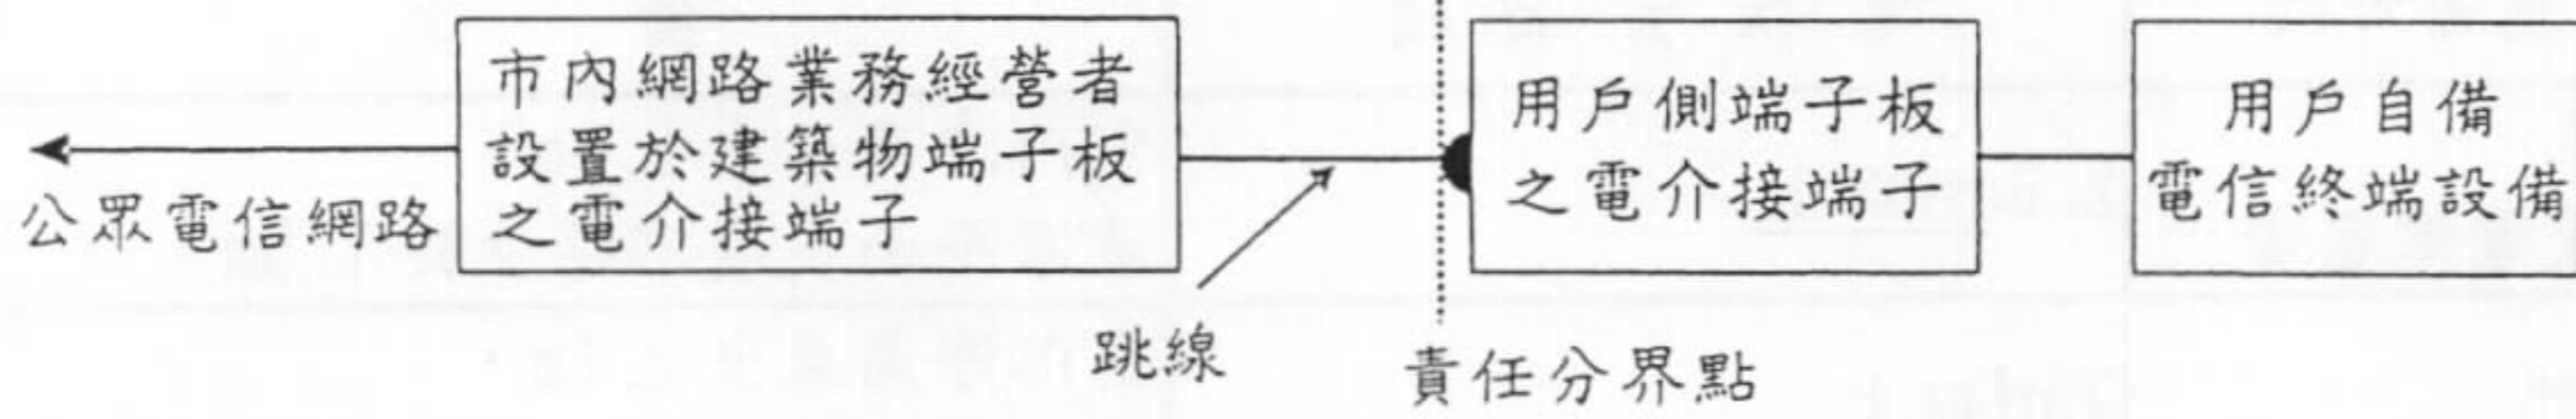 市內網路業務經營者
設置於建築物端子板
之電介接端子
公眾電信網路
跳線
責任分界點
用戶側端子板
之電介接端子
用戶自備
電信終端設備